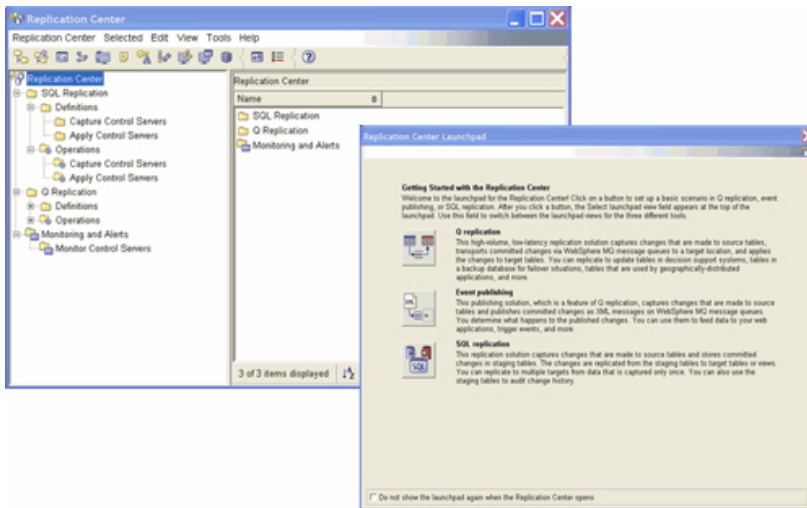 Replication Center
Replication Center Selected Edit View Tools Help
Replication Center
SQL Replication
Definitions
Capture Control Servers
Apply Control Servers
Operations
Capture Control Servers
Apply Control Servers
Q Replication
Definitions
Operations
Monitoring and Alerts
Monitor Control Servers
Replication Center
Name
SQL Replication
Q Replication
Monitoring and Alerts
3 of 3 items displayed
Replication Center Launchpad
Getting Started with the Replication Center
Welcome to the launchpad for the Replication Center! Click on a button to set up a basic scenario in Q replication, event
publishing, or SQL replication. After you click a button, the Select launchpad view field appears at the top of the
launchpad. Use this field to switch between the launchpad views for the three different tools.
Q replication
This high-volume, low-latency replication solution captures changes that are made to source tables,
transports committed changes via WebSphere MQ message queues to a target location, and applies
the changes to target tables. You can replicate to update tables in decision support systems, tables in
a backup database for failover situations, tables that are used by geographically-distributed
applications, and more.
Event publishing
This publishing solution, which is a feature of Q replication, captures changes that are made to source
tables and publishes committed changes as XML messages on WebSphere MQ message queues.
You determine what happens to the published changes. You can use them to feed data to your web
applications, trigger events, and more.
SQL replication
This replication solution captures changes that are made to source tables and stores committed
changes in staging tables. The changes are replicated from the staging tables to target tables or views.
You can replicate to multiple targets from data that is captured only once. You can also use the
staging tables to audit change history.
SQL
Do not show the launchpad again when the Replication Center opens